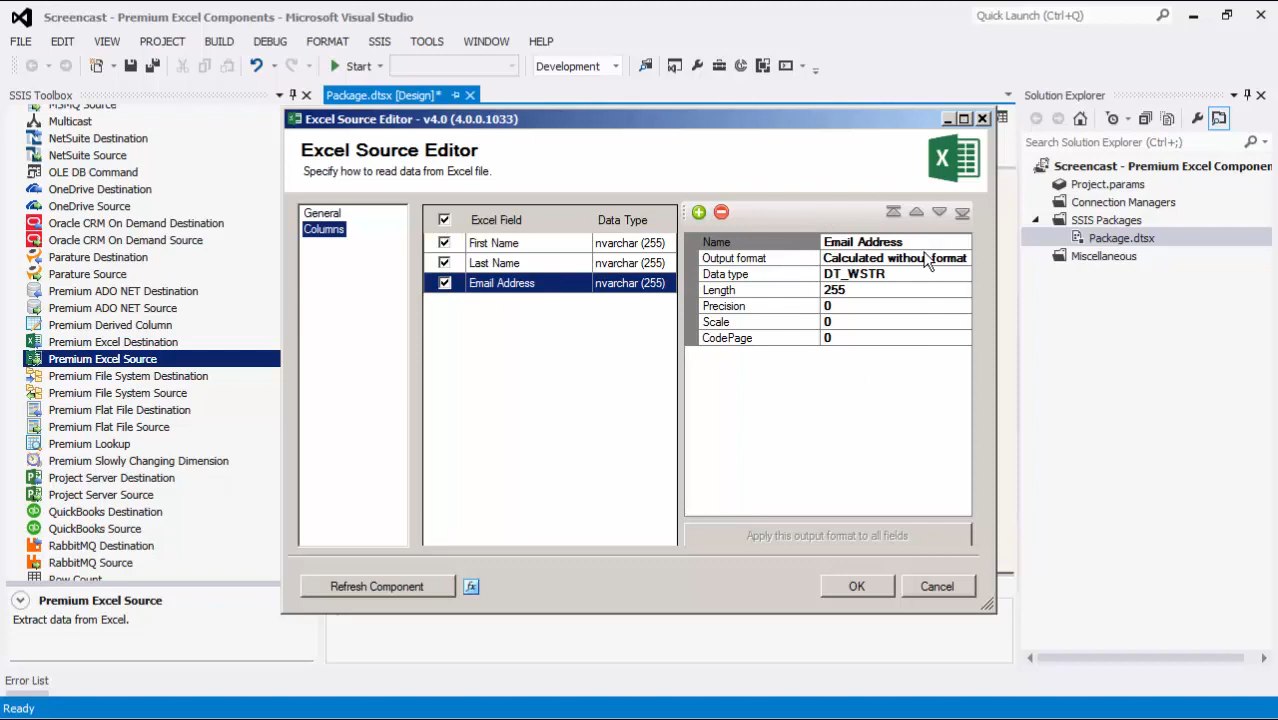 Screencast - Premium Excel Components - Microsoft Visual Studio
Quick Launch (Ctrl+Q)
FILE EDIT VIEW PROJECT BUILD DEBUG FORMAT SSIS TOOLS WINDOW HELP
Start
Development
SSIS Toolbox
MSMQ Source
Multicast
NetSuite Destination
NetSuite Source
OLE DB Command
OneDrive Destination
OneDrive Source
Oracle CRM On Demand Destination
Oracle CRM On Demand Source
Parature Destination
Parature Source
Premium ADO NET Destination
Premium ADO NET Source
Premium Derived Column
Premium Excel Destination
Premium Excel Source
Premium File System Destination
Premium File System Source
Premium Flat File Destination
Premium Flat File Source
Premium Lookup
Premium Slowly Changing Dimension
Project Server Destination
Project Server Source
QuickBooks Destination
QuickBooks Source
RabbitMQ Destination
RabbitMQ Source
Row Count
Premium Excel Source
Extract data from Excel.
Package.dtsx [Design]*
Excel Source Editor - v4.0 (4.0.0.1033)
Excel Source Editor
Specify how to read data from Excel file.
General
Columns
Excel Field Data Type
First Name nvarchar (255)
Last Name nvarchar (255)
Email Address nvarchar (255)
Name Email Address
Output format Calculated without format
Data type DT_WSTR
Length 255
Precision 0
Scale 0
CodePage 0
Apply this output format to all fields
Refresh Component
fx
OK
Cancel
Solution Explorer
Search Solution Explorer (Ctrl+;)
Screencast - Premium Excel Componen
Project.params
Connection Managers
SSIS Packages
Package.dtsx
Miscellaneous
Error List
Ready